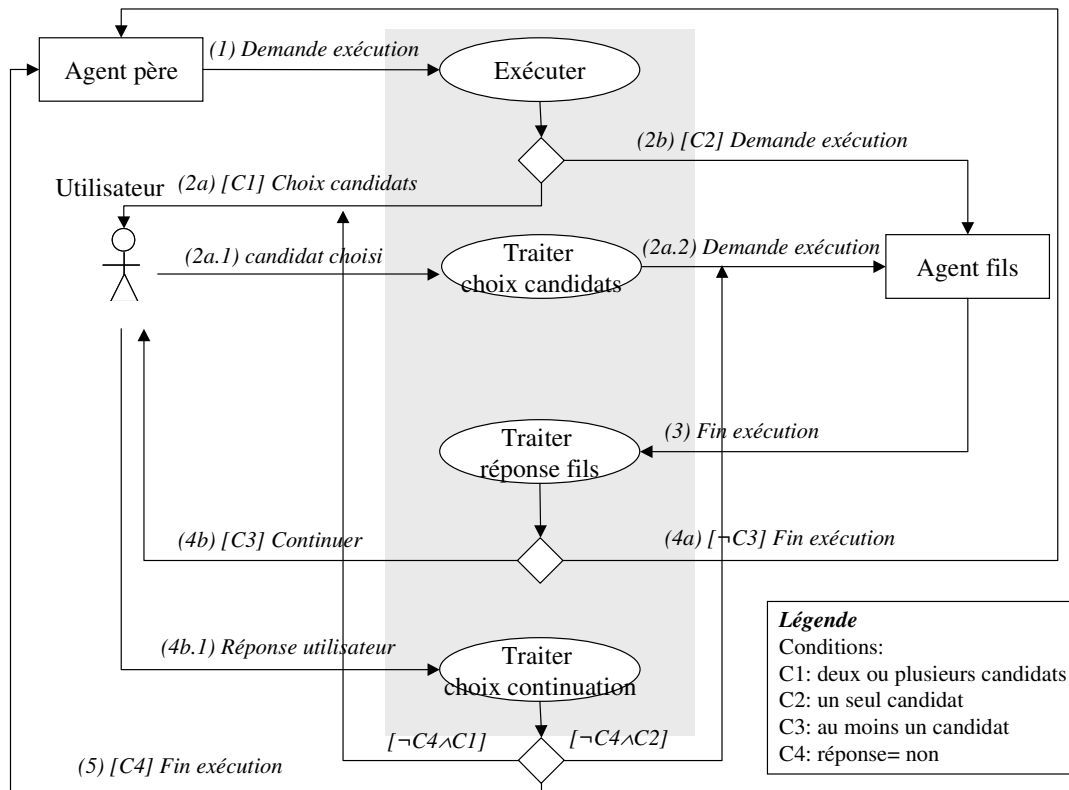 (1) Demande exécution
Agent père
Exécuter
(2b) [C2] Demande exécution
Utilisateur
(2a) [C1] Choix candidats
(2a.1) candidat choisi
Traiter
choix candidats
(2a.2) Demande exécution
Agent fils
Traiter
réponse fils
(3) Fin exécution
(4b) [C3] Continuer
(4a) [¬C3] Fin exécution
(4b.1) Réponse utilisateur
Traiter
choix continuation
[¬C4∧C1]
[¬C4∧C2]
(5) [C4] Fin exécution
Légende
Conditions:
C1: deux ou plusieurs candidats
C2: un seul candidat
C3: au moins un candidat
C4: réponse= non